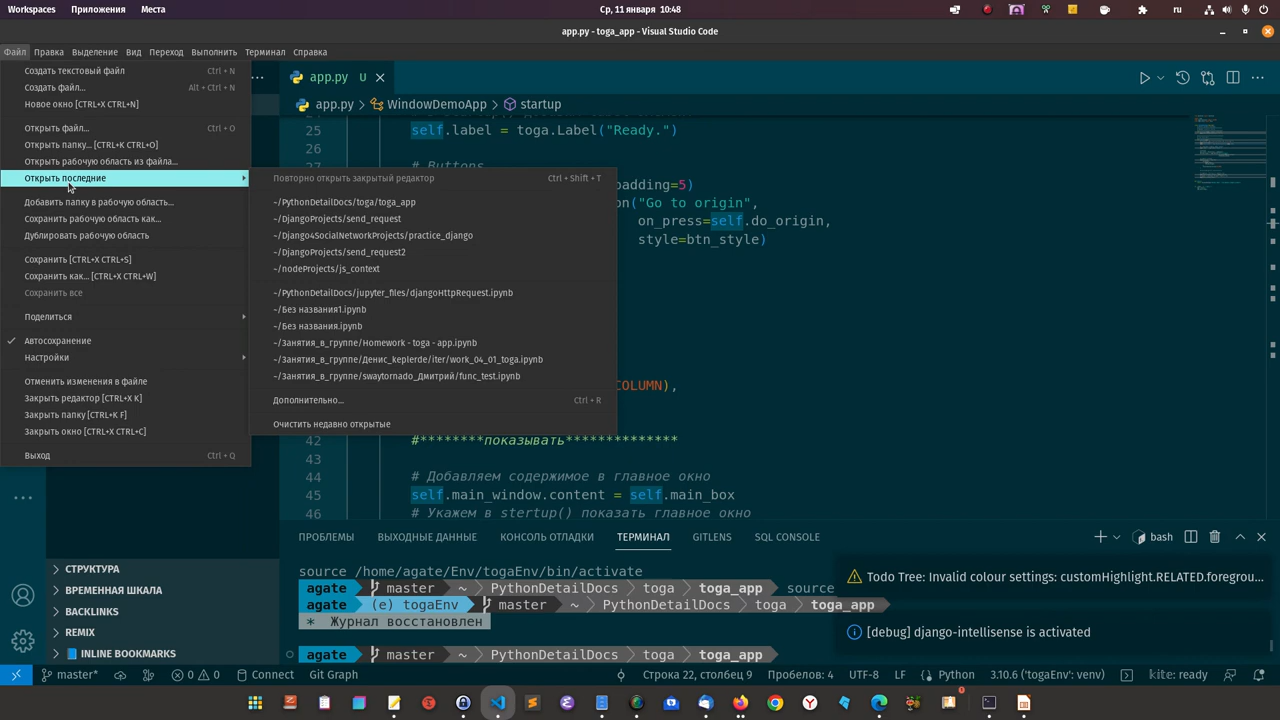 Workspaces Приложения Места Ср, 11 января 10:48 ru
app.py - toga_app - Visual Studio Code
Файл Правка Выделение Вид Переход Выполнить Терминал Справка
Создать текстовый файл Ctrl + N
Создать файл... Alt + Ctrl + N
Новое окно [CTRL+X CTRL+N]
Открыть файл... Ctrl + O
Открыть папку... [CTRL+K CTRL+O]
Открыть рабочую область из файла...
Открыть последние
Добавить папку в рабочую область...
Сохранить рабочую область как...
Дублировать рабочую область
Сохранить [CTRL+X CTRL+S]
Сохранить как... [CTRL+X CTRL+W]
Сохранить все
Поделиться
Автосохранение
Настройки
Отменить изменения в файле
Закрыть редактор [CTRL+X K]
Закрыть папку [CTRL+K F]
Закрыть окно [CTRL+X CTRL+C]
Выход Ctrl + Q
Повторно открыть закрытый редактор Ctrl + Shift + T
~/PythonDetailDocs/toga/toga_app
~/DjangoProjects/send_request
~/Django4SocialNetworkProjects/practice_django
~/DjangoProjects/send_request2
~/nodeProjects/js_context
~/PythonDetailDocs/jupyter_files/djangoHttpRequest.ipynb
~/Без названия1.ipynb
~/Без названия.ipynb
~/Занятия_в_группе/Homework - toga - app.ipynb
~/Занятия_в_группе/Денис_keplerde/iter/work_04_01_toga.ipynb
~/Занятия_в_группе/swaytornado_Дмитрий/func_test.ipynb
Дополнительно... Ctrl + R
Очистить недавно открытые
app.py U
app.py WindowDemoApp startup
25 self.label = toga.Label("Ready.")
26
27 # Buttons
padding=5)
on("Go to origin",
on_press=self.do_origin,
style=btn_style)
COLUMN),
42 #********показывать**************
43
44 # Добавляем содержимое в главное окно
45 self.main_window.content = self.main_box
46 # Укажем в stertup() показать главное окно
ПРОБЛЕМЫ ВЫХОДНЫЕ ДАННЫЕ КОНСОЛЬ ОТЛАДКИ ТЕРМИНАЛ GITLENS SQL CONSOLE bash
source /home/agate/Env/togaEnv/bin/activate
agate master ~ PythonDetailDocs toga toga_app source
agate (e) togaEnv master ~ PythonDetailDocs toga toga_app
* Журнал восстановлен
agate master ~ PythonDetailDocs toga toga_app
Todo Tree: Invalid colour settings: customHighlight.RELATED.foregrou...
[debug] django-intellisense is activated
СТРУКТУРА
ВРЕМЕННАЯ ШКАЛА
BACKLINKS
REMIX
INLINE BOOKMARKS
master* 0 0 Connect Git Graph Строка 22, столбец 9 Пробелов: 4 UTF-8 LF Python 3.10.6 ('togaEnv': venv) kite: ready